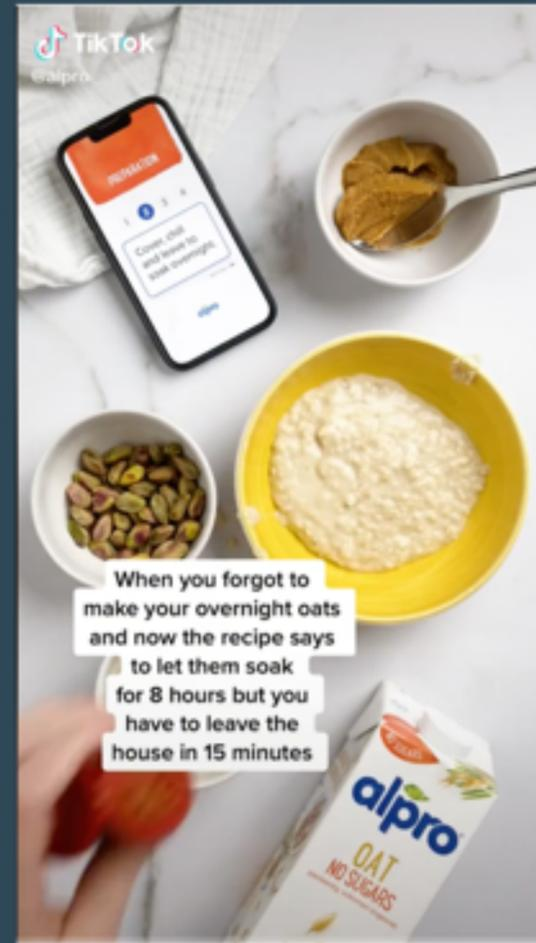 TikTok
@alpro
PREPARATION
1 2 3 4
Cover, chill
and leave to
soak overnight.
alpro
When you forgot to
make your overnight oats
and now the recipe says
to let them soak
for 8 hours but you
have to leave the
house in 15 minutes
alpro
OAT
NO SUGARS